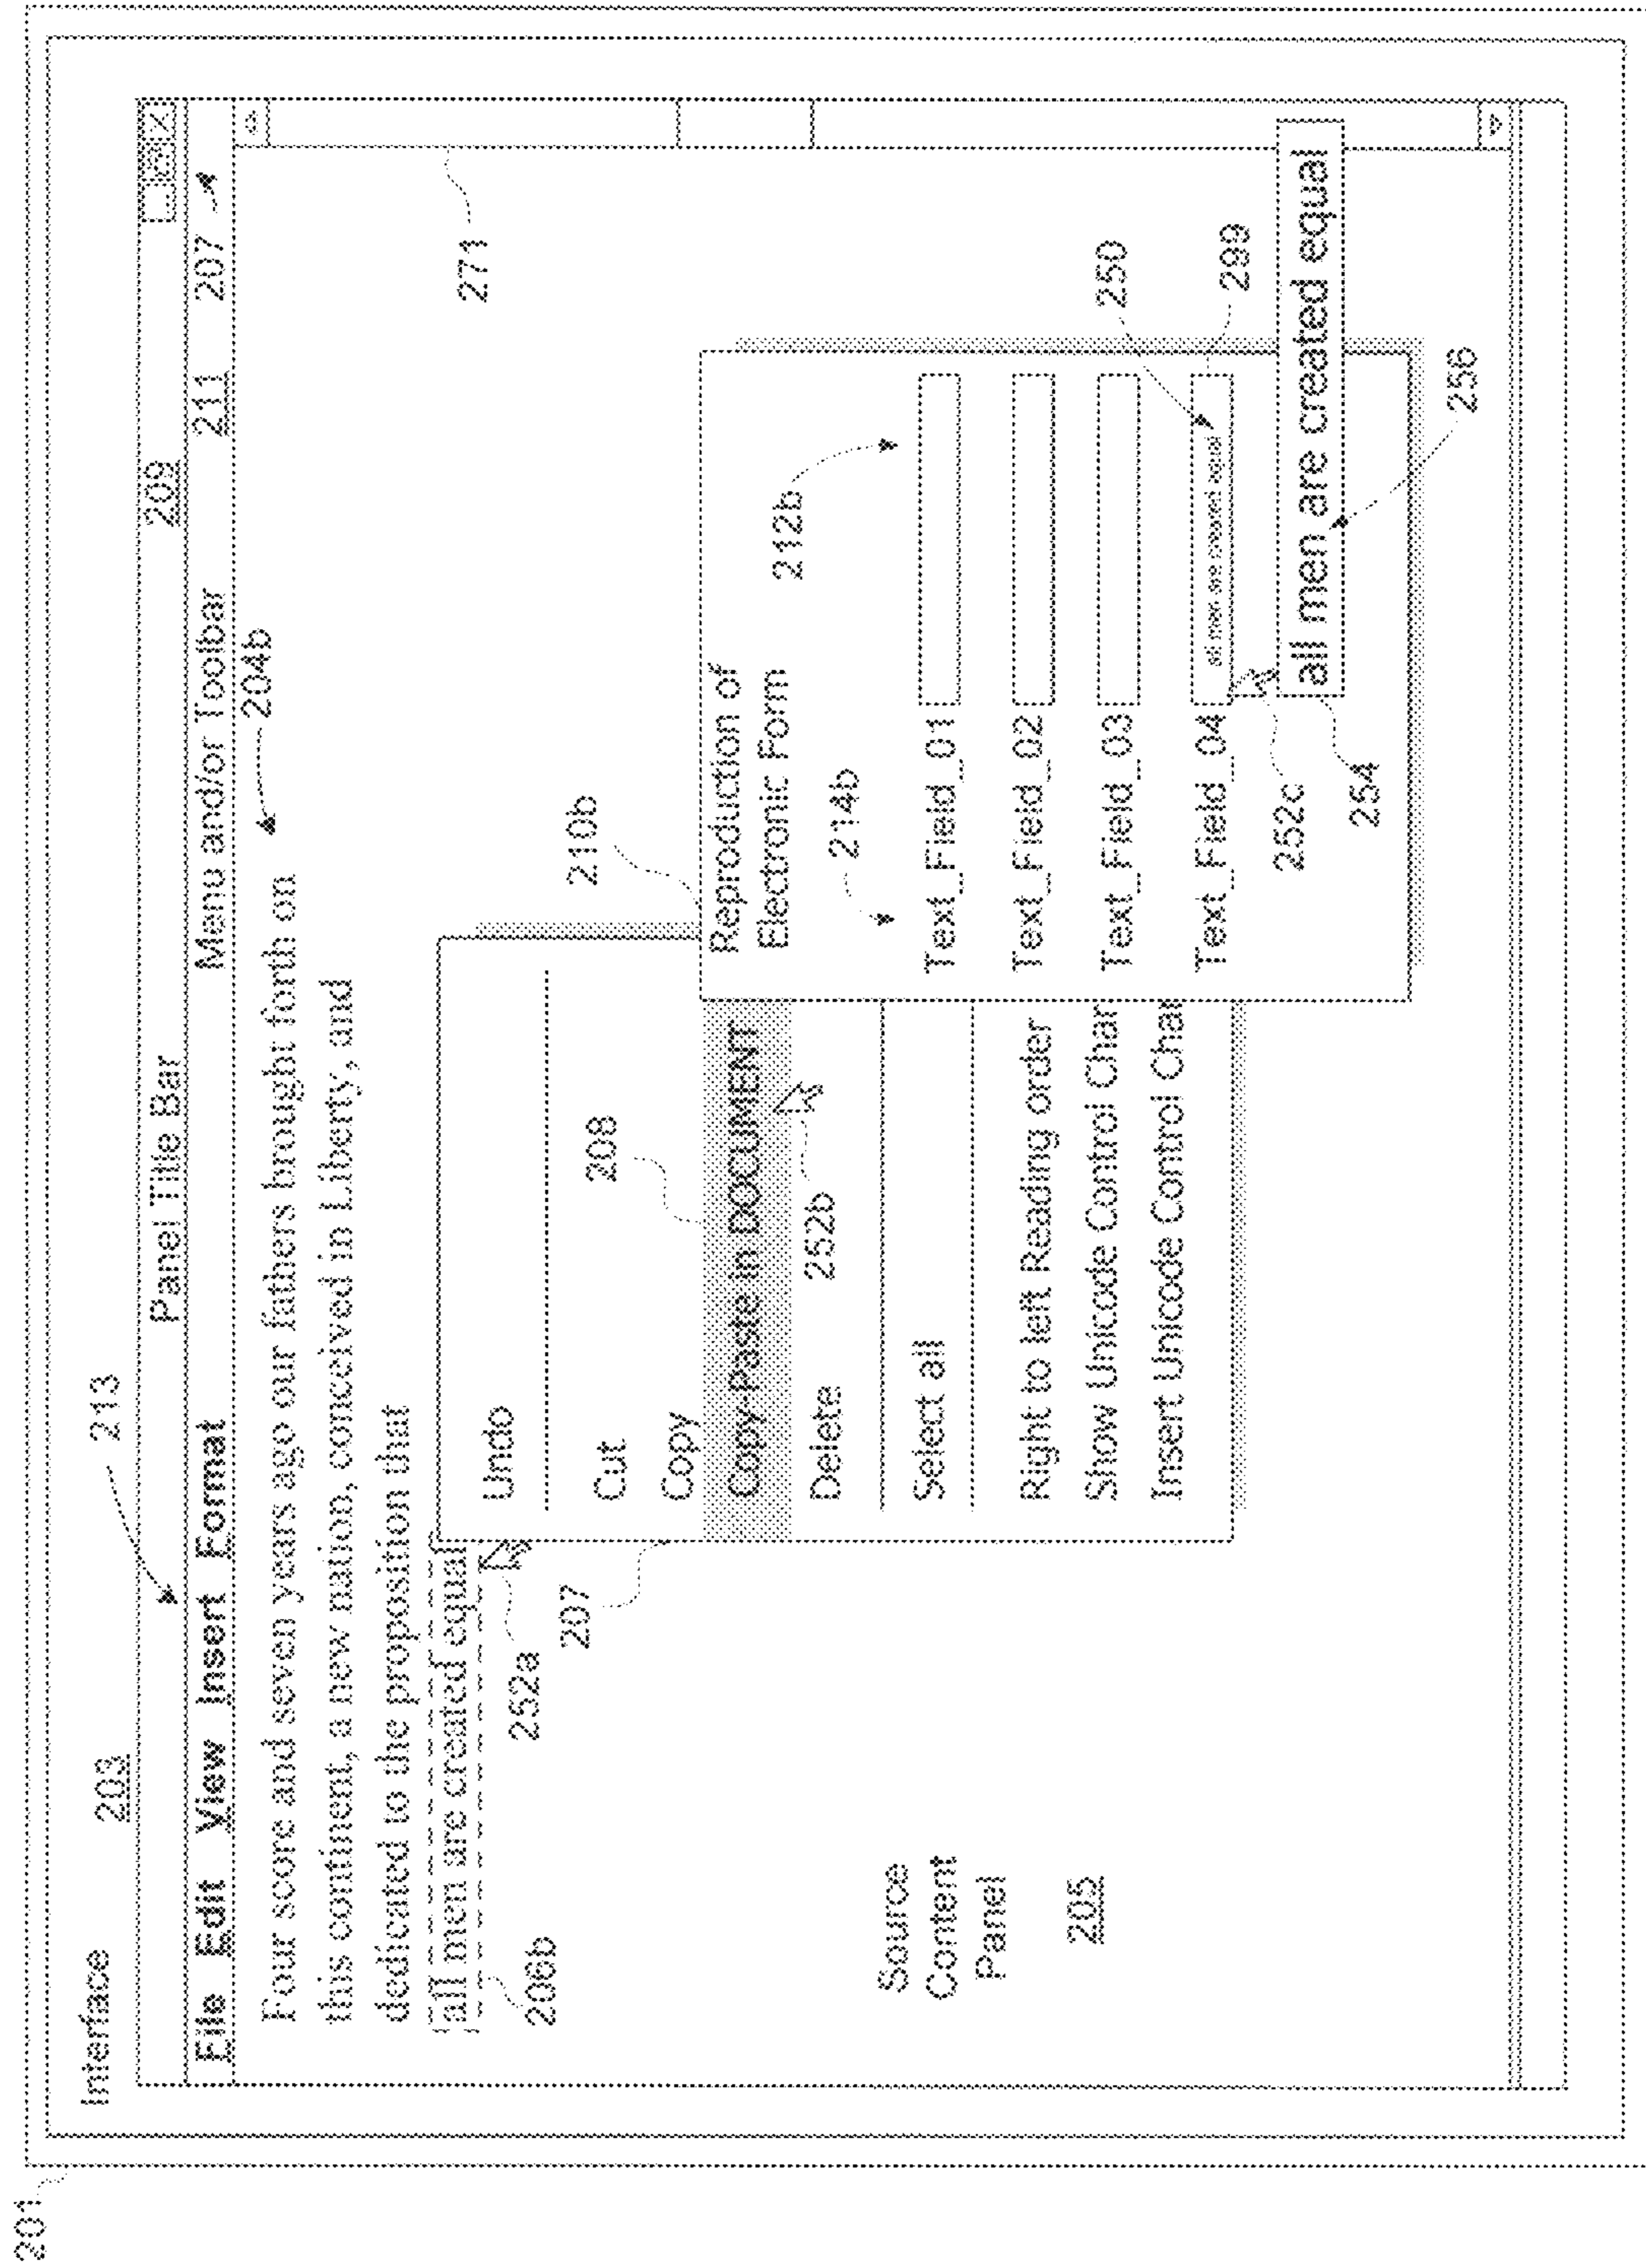 201
Interface
203
213
Panel Title Bar
209
File Edit View Insert Format
Menu and/or Toolbar
211
207
204b
Four score and seven years ago our fathers brought forth on
this continent, a new nation, conceived in Liberty, and
dedicated to the proposition that
all men are created equal
206b
252a
207
271
Undo
Cut
Copy
208
Copy-Paste in DOCUMENT
252b
Delete
Select all
Right to left Reading order
Show Unicode Control Char
Insert Unicode Control Char
210b
Reproduction of
Electronic Form
214b
212b
Text_Field_01
Text_Field_02
Text_Field_03
Text_Field_04
all men are created equal
250
299
252c
254
all men are created equal
256
Source
Content
Panel
205